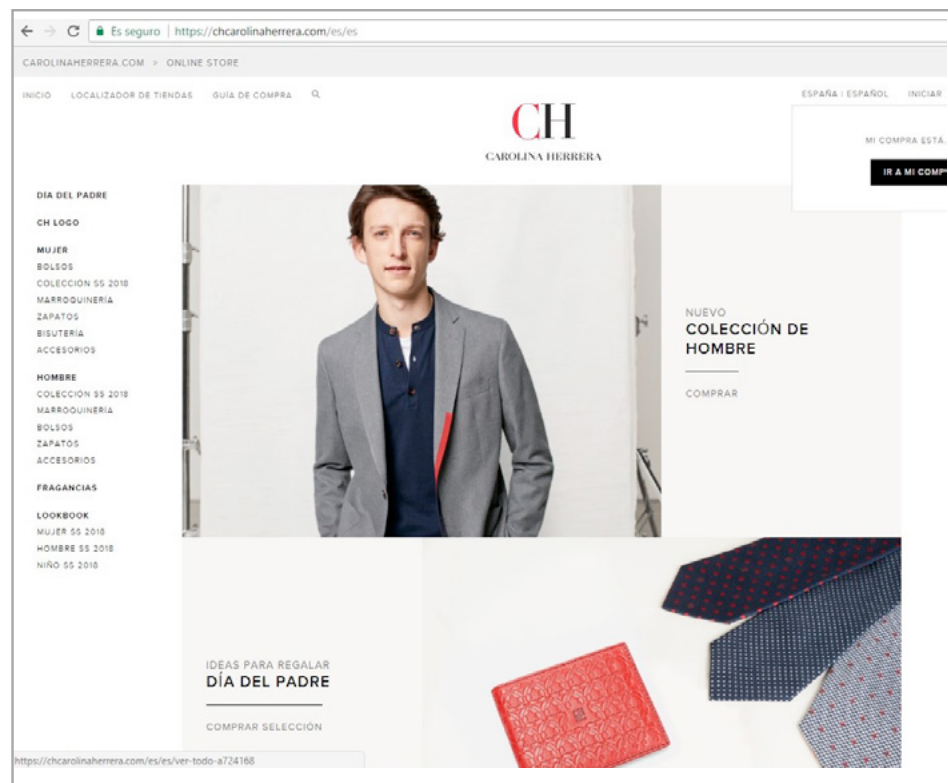 Es seguro | https://chcarolinaherrera.com/es/es
CAROLINAHERRERA.COM > ONLINE STORE
INICIO LOCALIZADOR DE TIENDAS GUÍA DE COMPRA
ESPAÑA | ESPAÑOL INICIAR
CH
CAROLINA HERRERA
MI COMPRA ESTÁ
IR A MI COMP
DIA DEL PADRE
CH LOGO
MUJER
BOLSOS
COLECCIÓN SS 2018
MARROQUINERÍA
ZAPATOS
BISUTERÍA
ACCESORIOS
HOMBRE
COLECCIÓN SS 2018
MARROQUINERÍA
BOLSOS
ZAPATOS
ACCESORIOS
FRAGANCIAS
LOOKBOOK
MUJER SS 2018
HOMBRE SS 2018
NIÑO SS 2018
NUEVO
COLECCIÓN DE
HOMBRE
COMPRAR
IDEAS PARA REGALAR
DÍA DEL PADRE
COMPRAR SELECCIÓN
https://chcarolinaherrera.com/es/es/ver-todo-a724168